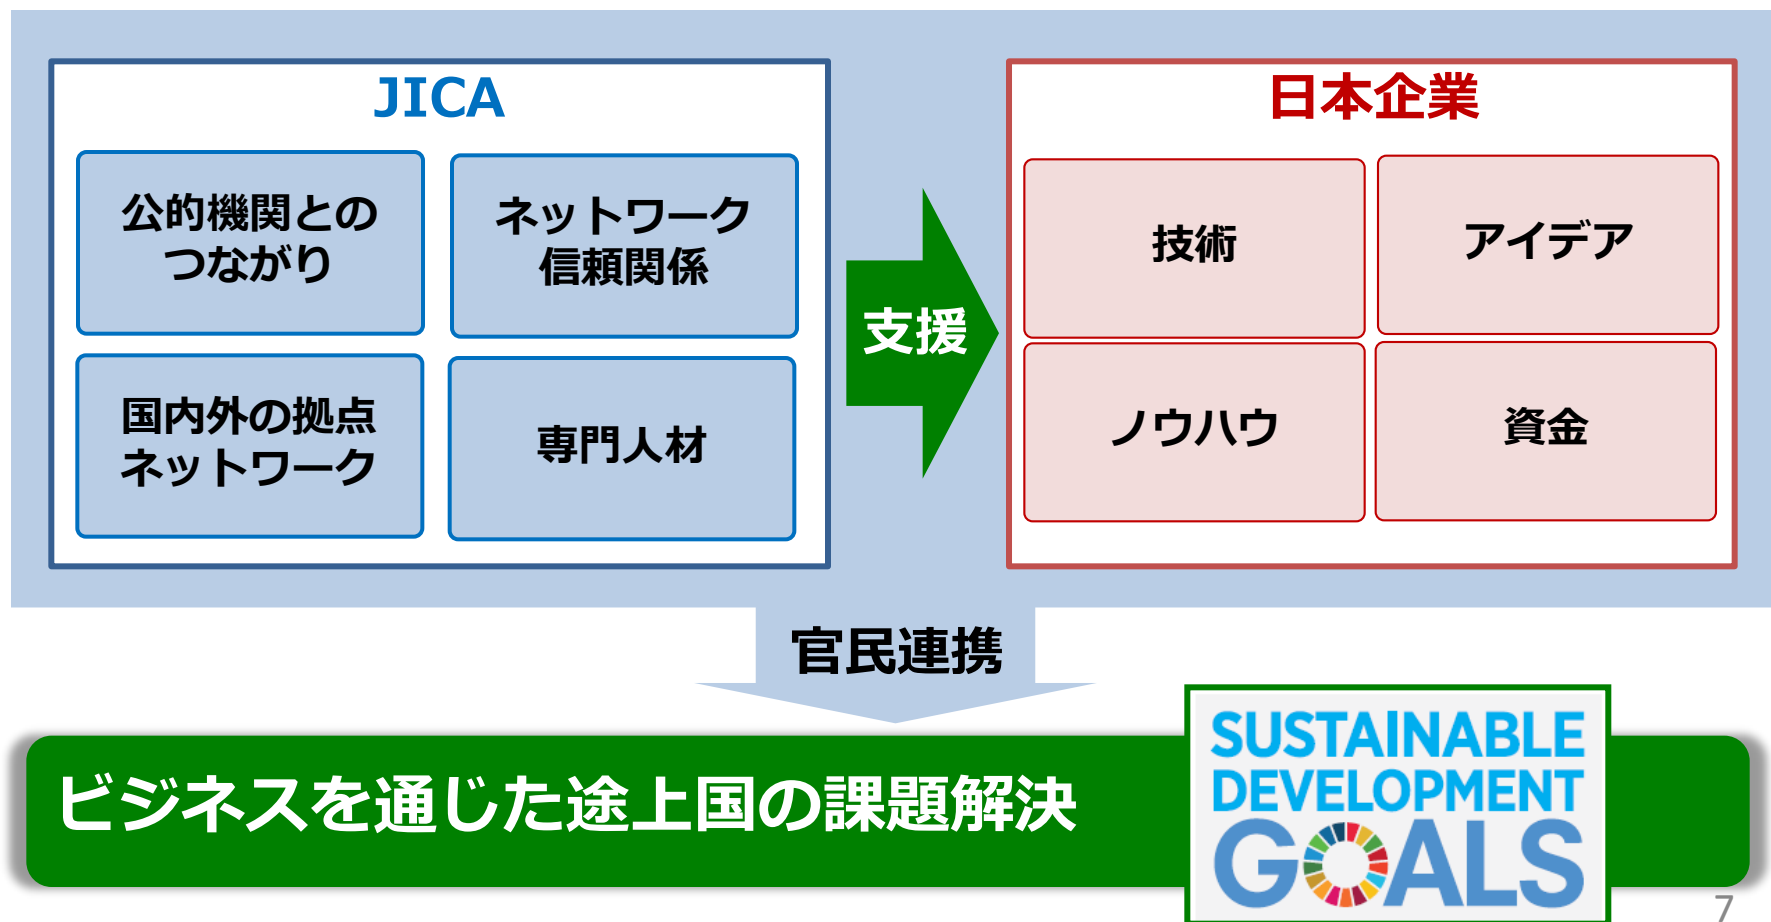 JICA
公的機関との
つながり
ネットワーク
信頼関係
国内外の拠点
ネットワーク
専門人材
支援
日本企業
技術
アイデア
ノウハウ
資金
官民連携
ビジネスを通じた途上国の課題解決
SUSTAINABLE
DEVELOPMENT
GOALS
7